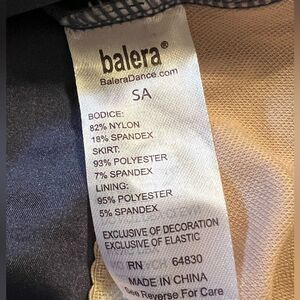 balera®
BaleraDance.com
SA
BODICE:
82% NYLON
18% SPANDEX
SKIRT:
93% POLYESTER
7% SPANDEX
LINING:
95% POLYESTER
5% SPANDEX
EXCLUSIVE OF DECORATION
EXCLUSIVE OF ELASTIC
RN 64830
MADE IN CHINA
See Reverse For Care